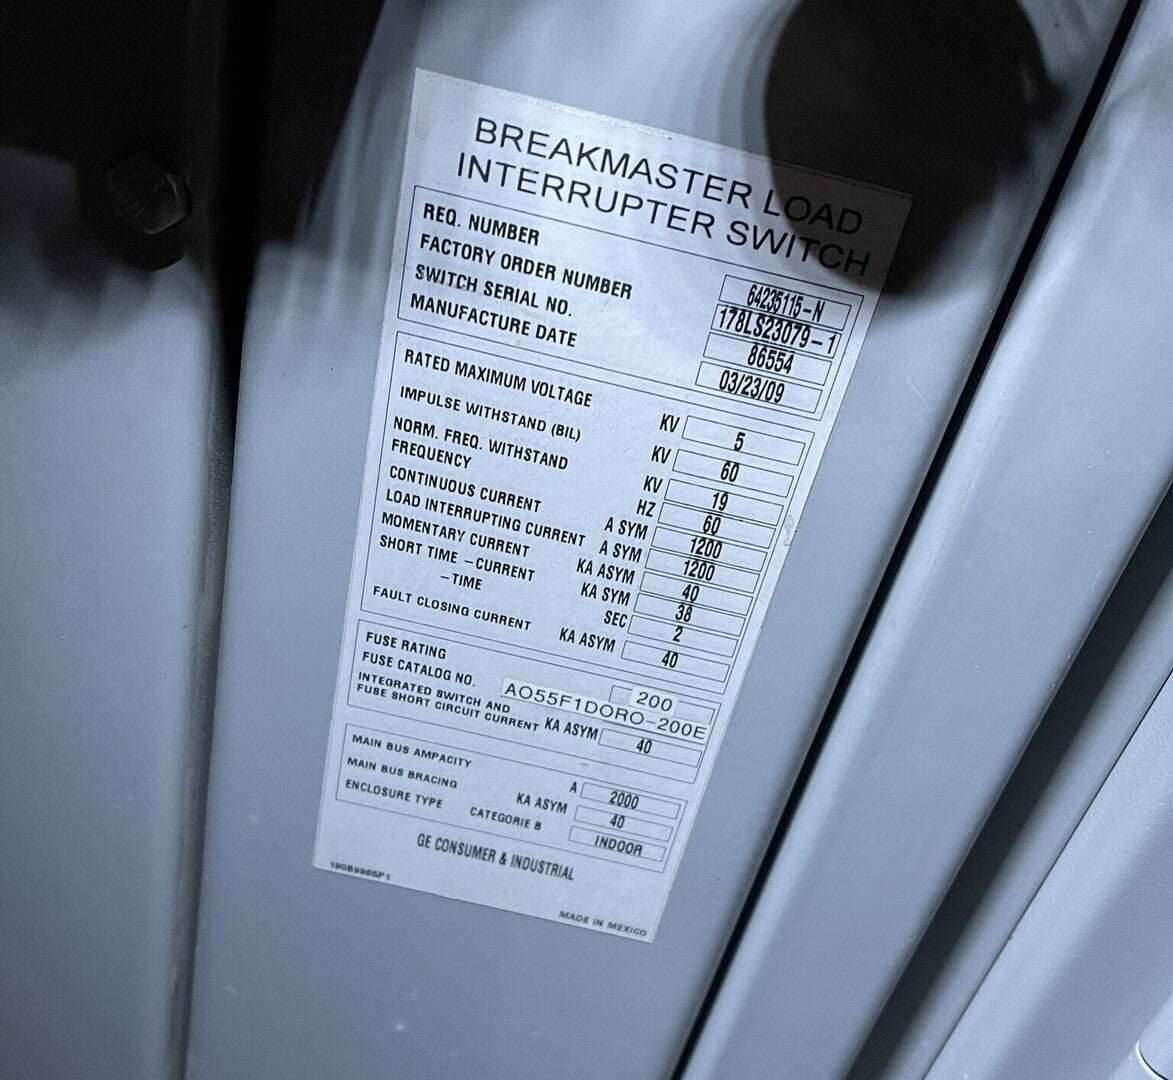 BREAKMASTER LOAD
INTERRUPTER SWITCH
REQ. NUMBER 64235115-N
FACTORY ORDER NUMBER 178LS23079-1
SWITCH SERIAL NO. 86554
MANUFACTURE DATE 03/23/09
RATED MAXIMUM VOLTAGE KV 5
IMPULSE WITHSTAND (BIL) KV 60
NORM. FREQ. WITHSTAND KV 19
FREQUENCY HZ 60
CONTINUOUS CURRENT A SYM 1200
LOAD INTERRUPTING CURRENT A SYM 1200
MOMENTARY CURRENT KA ASYM 40
SHORT TIME -CURRENT KA SYM 38
-TIME SEC 2
FAULT CLOSING CURRENT KA ASYM 40
FUSE RATING 200
FUSE CATALOG NO. AO55F1DORO-200E
INTEGRATED SWITCH AND
FUSE SHORT CIRCUIT CURRENT KA ASYM 40
MAIN BUS AMPACITY A 2000
MAIN BUS BRACING KA ASYM 40
ENCLOSURE TYPE CATEGORIE B INDOOR
GE CONSUMER & INDUSTRIAL
MADE IN MEXICO